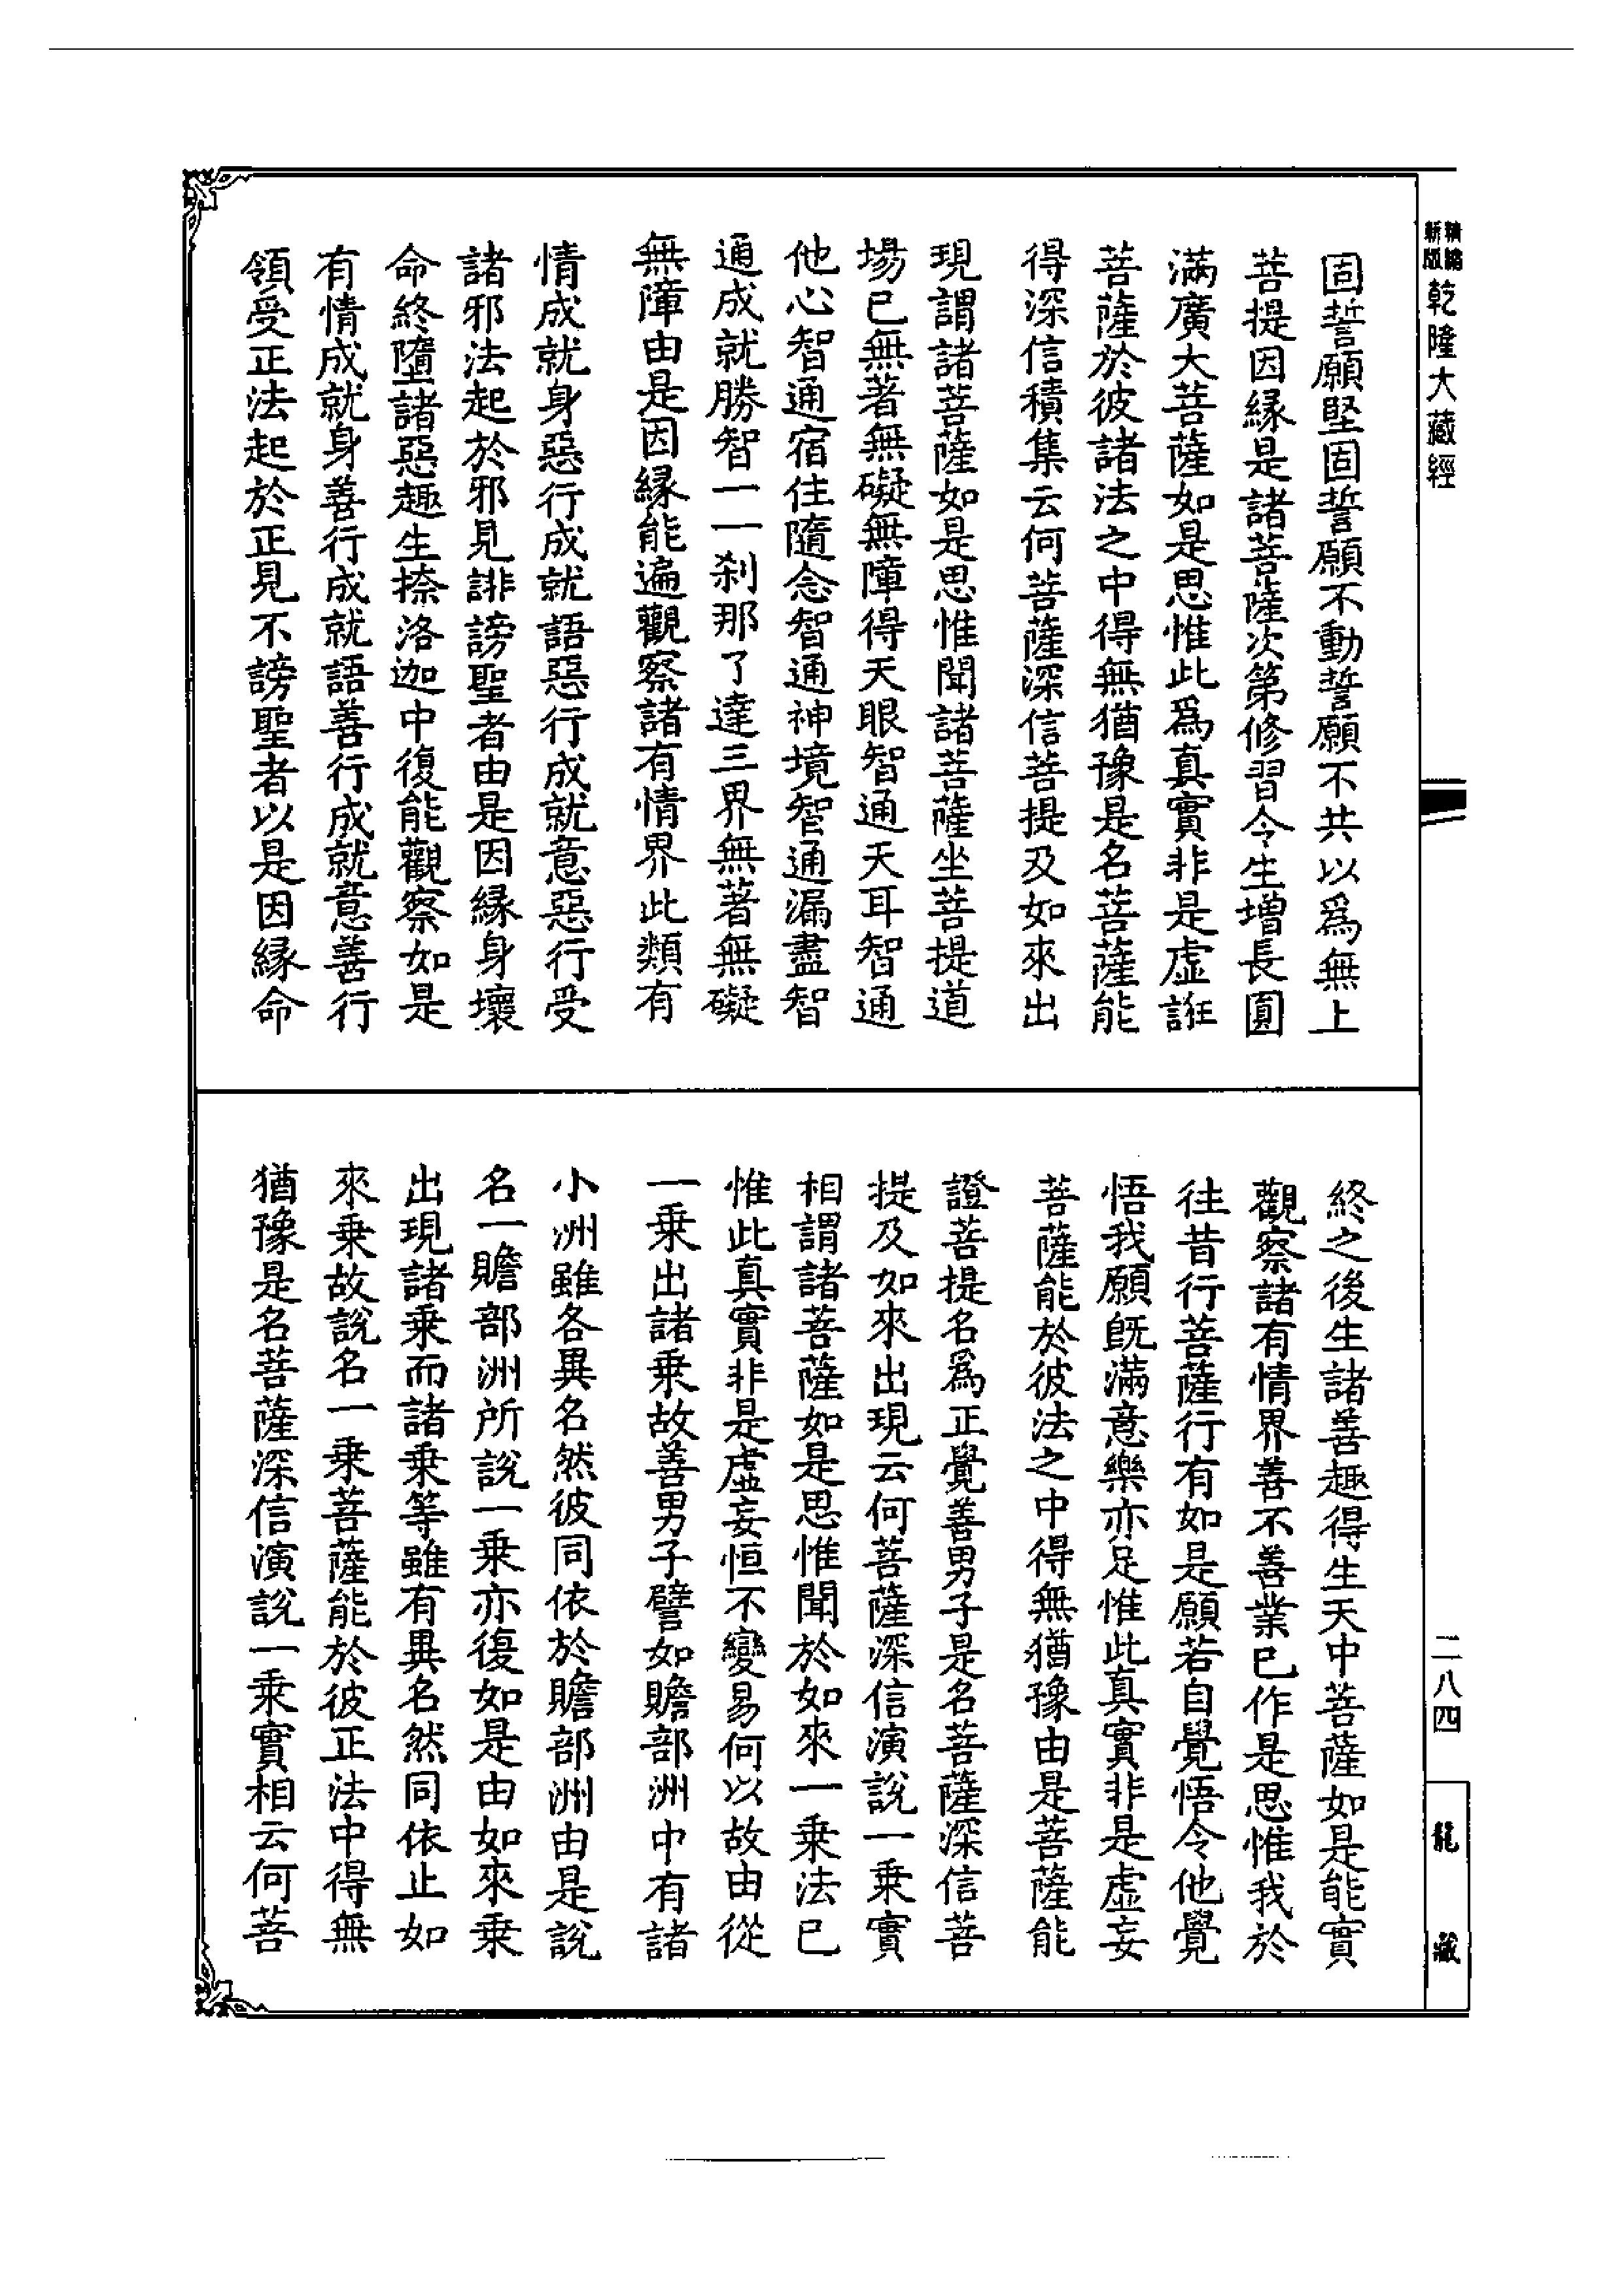 新版
精編
乾隆大藏經
二八四
龍藏
固誓願堅固誓願不動誓願不共以爲無上
菩提因緣是諸菩薩次第修習令生增長圓
滿廣大菩薩如是思惟此爲真實非是虛誑
菩薩於彼諸法之中得無猶豫是名菩薩能
得深信積集云何菩薩深信菩提及如來出
現謂諸菩薩如是思惟聞諸菩薩坐菩提道
場已無著無礙無障得天眼智通天耳智通
他心智通宿住隨念智通神境智通漏盡智
通成就勝智一一刹那了達三界無著無礙
無障由是因緣能遍觀察諸有情界此類有
情成就身惡行成就語惡行成就意惡行受
諸邪法起於邪見誹謗聖者由是因緣身壞
命終墮諸惡趣生捺洛迦中復能觀察如是
有情成就身善行成就語善行成就意善行
領受正法起於正見不謗聖者以是因緣命
終之後生諸善趣得生天中菩薩如是能實
觀察諸有情界善不善業已作是思惟我於
往昔行菩薩行有如是願若自覺悟令他覺
悟我願既滿意樂亦足惟此真實非是虛妄
菩薩能於彼法之中得無猶豫由是菩薩能
證菩提名爲正覺善男子是名菩薩深信菩
提及如來出現云何菩薩深信演說一乘實
相謂諸菩薩如是思惟聞於如來一乘法已
惟此真實非是虛妄恒不變易何以故由從
一乘出諸乘故善男子譬如贍部洲中有諸
小洲雖各異名然彼同依於贍部洲由是說
名一贍部洲所說一乘亦復如是由如來乘
出現諸乘而諸乘等雖有異名然同依止如
來乘故說名一乘菩薩能於彼正法中得無
猶豫是名菩薩深信演說一乘實相云何菩